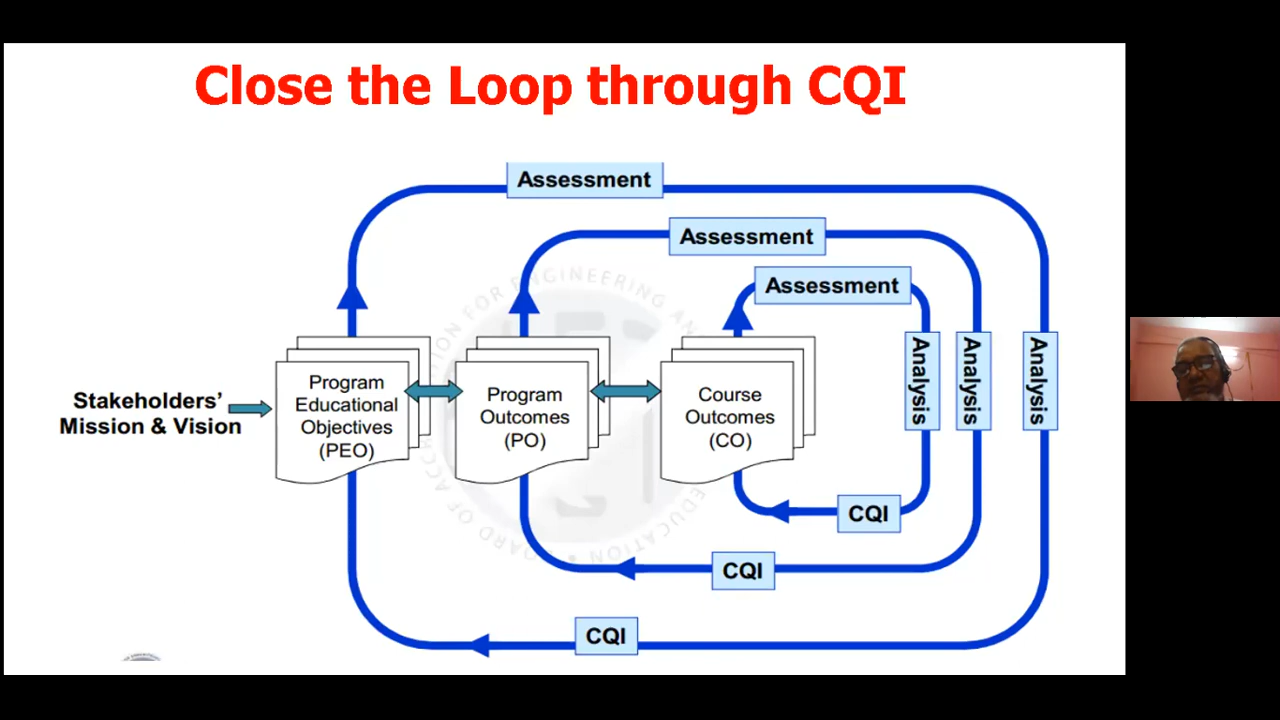 Close the Loop through CQI
Assessment
Assessment
Assessment
Stakeholders’
Mission & Vision
Program
Educational
Objectives
(PEO)
Program
Outcomes
(PO)
Course
Outcomes
(CO)
Analysis
Analysis
Analysis
CQI
CQI
CQI